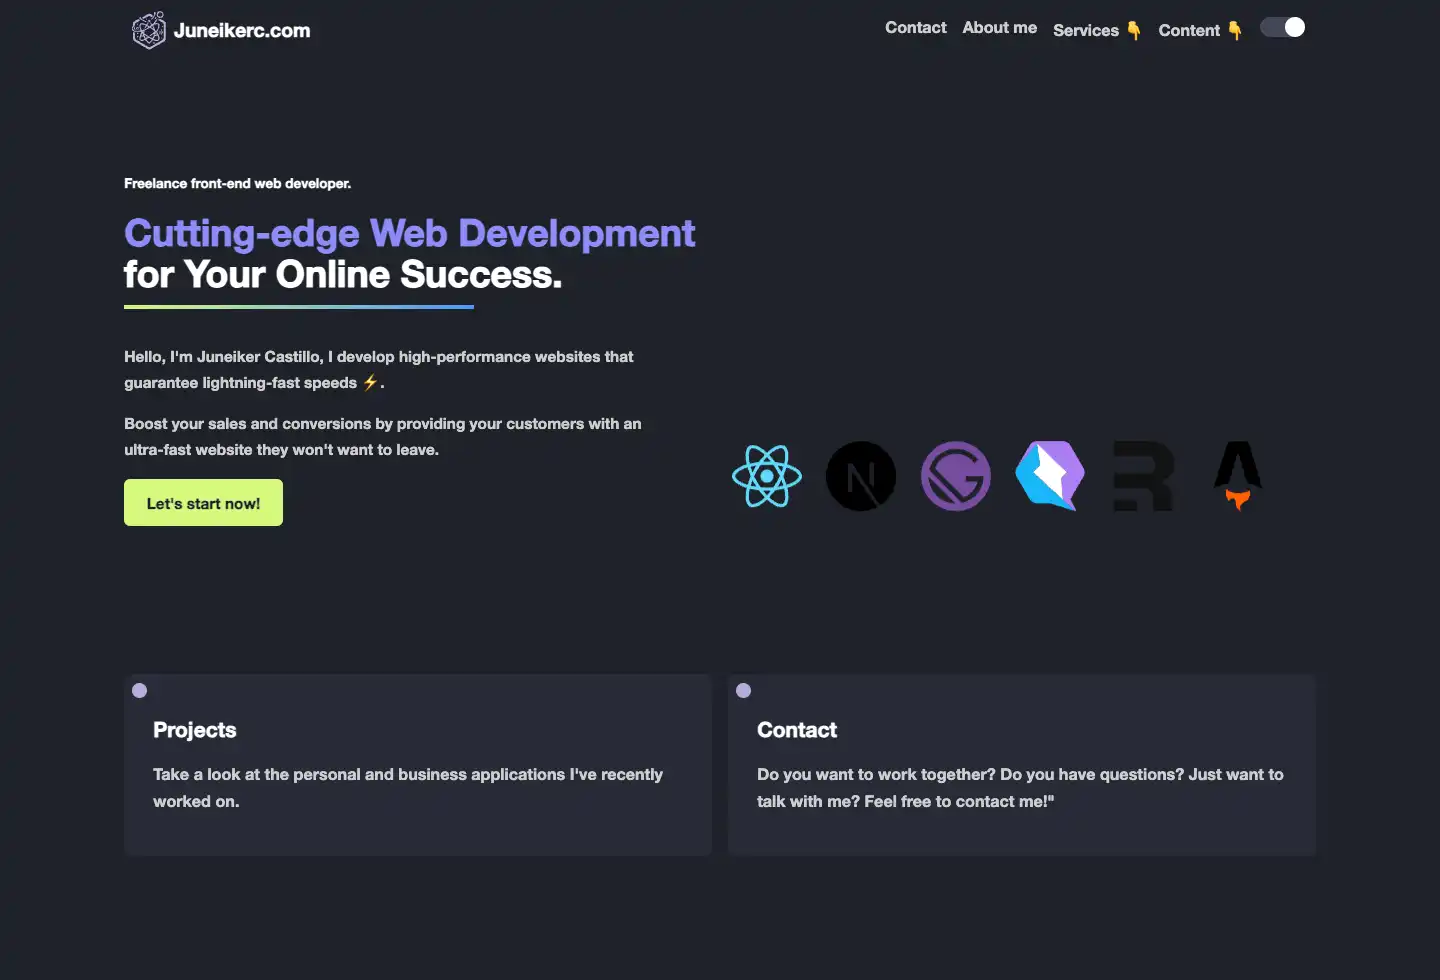 Juneikerc.com
Contact About me Services 👇 Content 👇
Freelance front-end web developer.
Cutting-edge Web Development
for Your Online Success.
Hello, I'm Juneiker Castillo, I develop high-performance websites that
guarantee lightning-fast speeds ⚡.
Boost your sales and conversions by providing your customers with an
ultra-fast website they won't want to leave.
Let's start now!
Projects
Take a look at the personal and business applications I've recently
worked on.
Contact
Do you want to work together? Do you have questions? Just want to
talk with me? Feel free to contact me!"